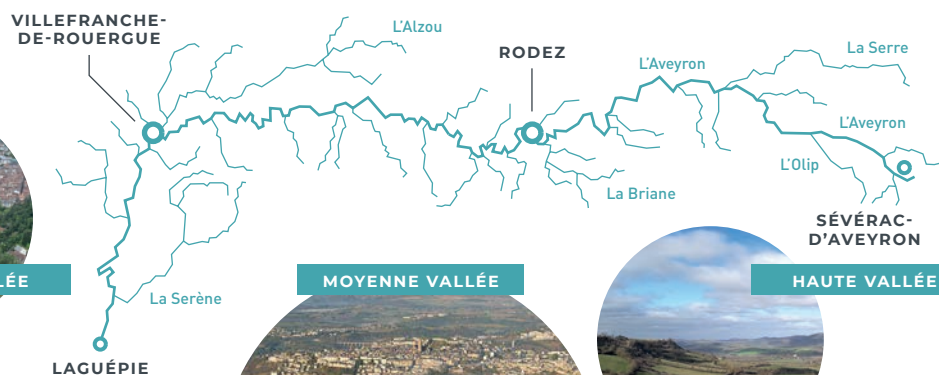 VILLEFRANCHE-
DE-ROUERGUE
L'Alzou
RODEZ
L'Aveyron
La Serre
L'Aveyron
L'Olip
La Briane
SÉVÉRAC-
D'AVEYRON
LÉE
MOYENNE VALLÉE
HAUTE VALLÉE
La Serène
LAGUÉPIE